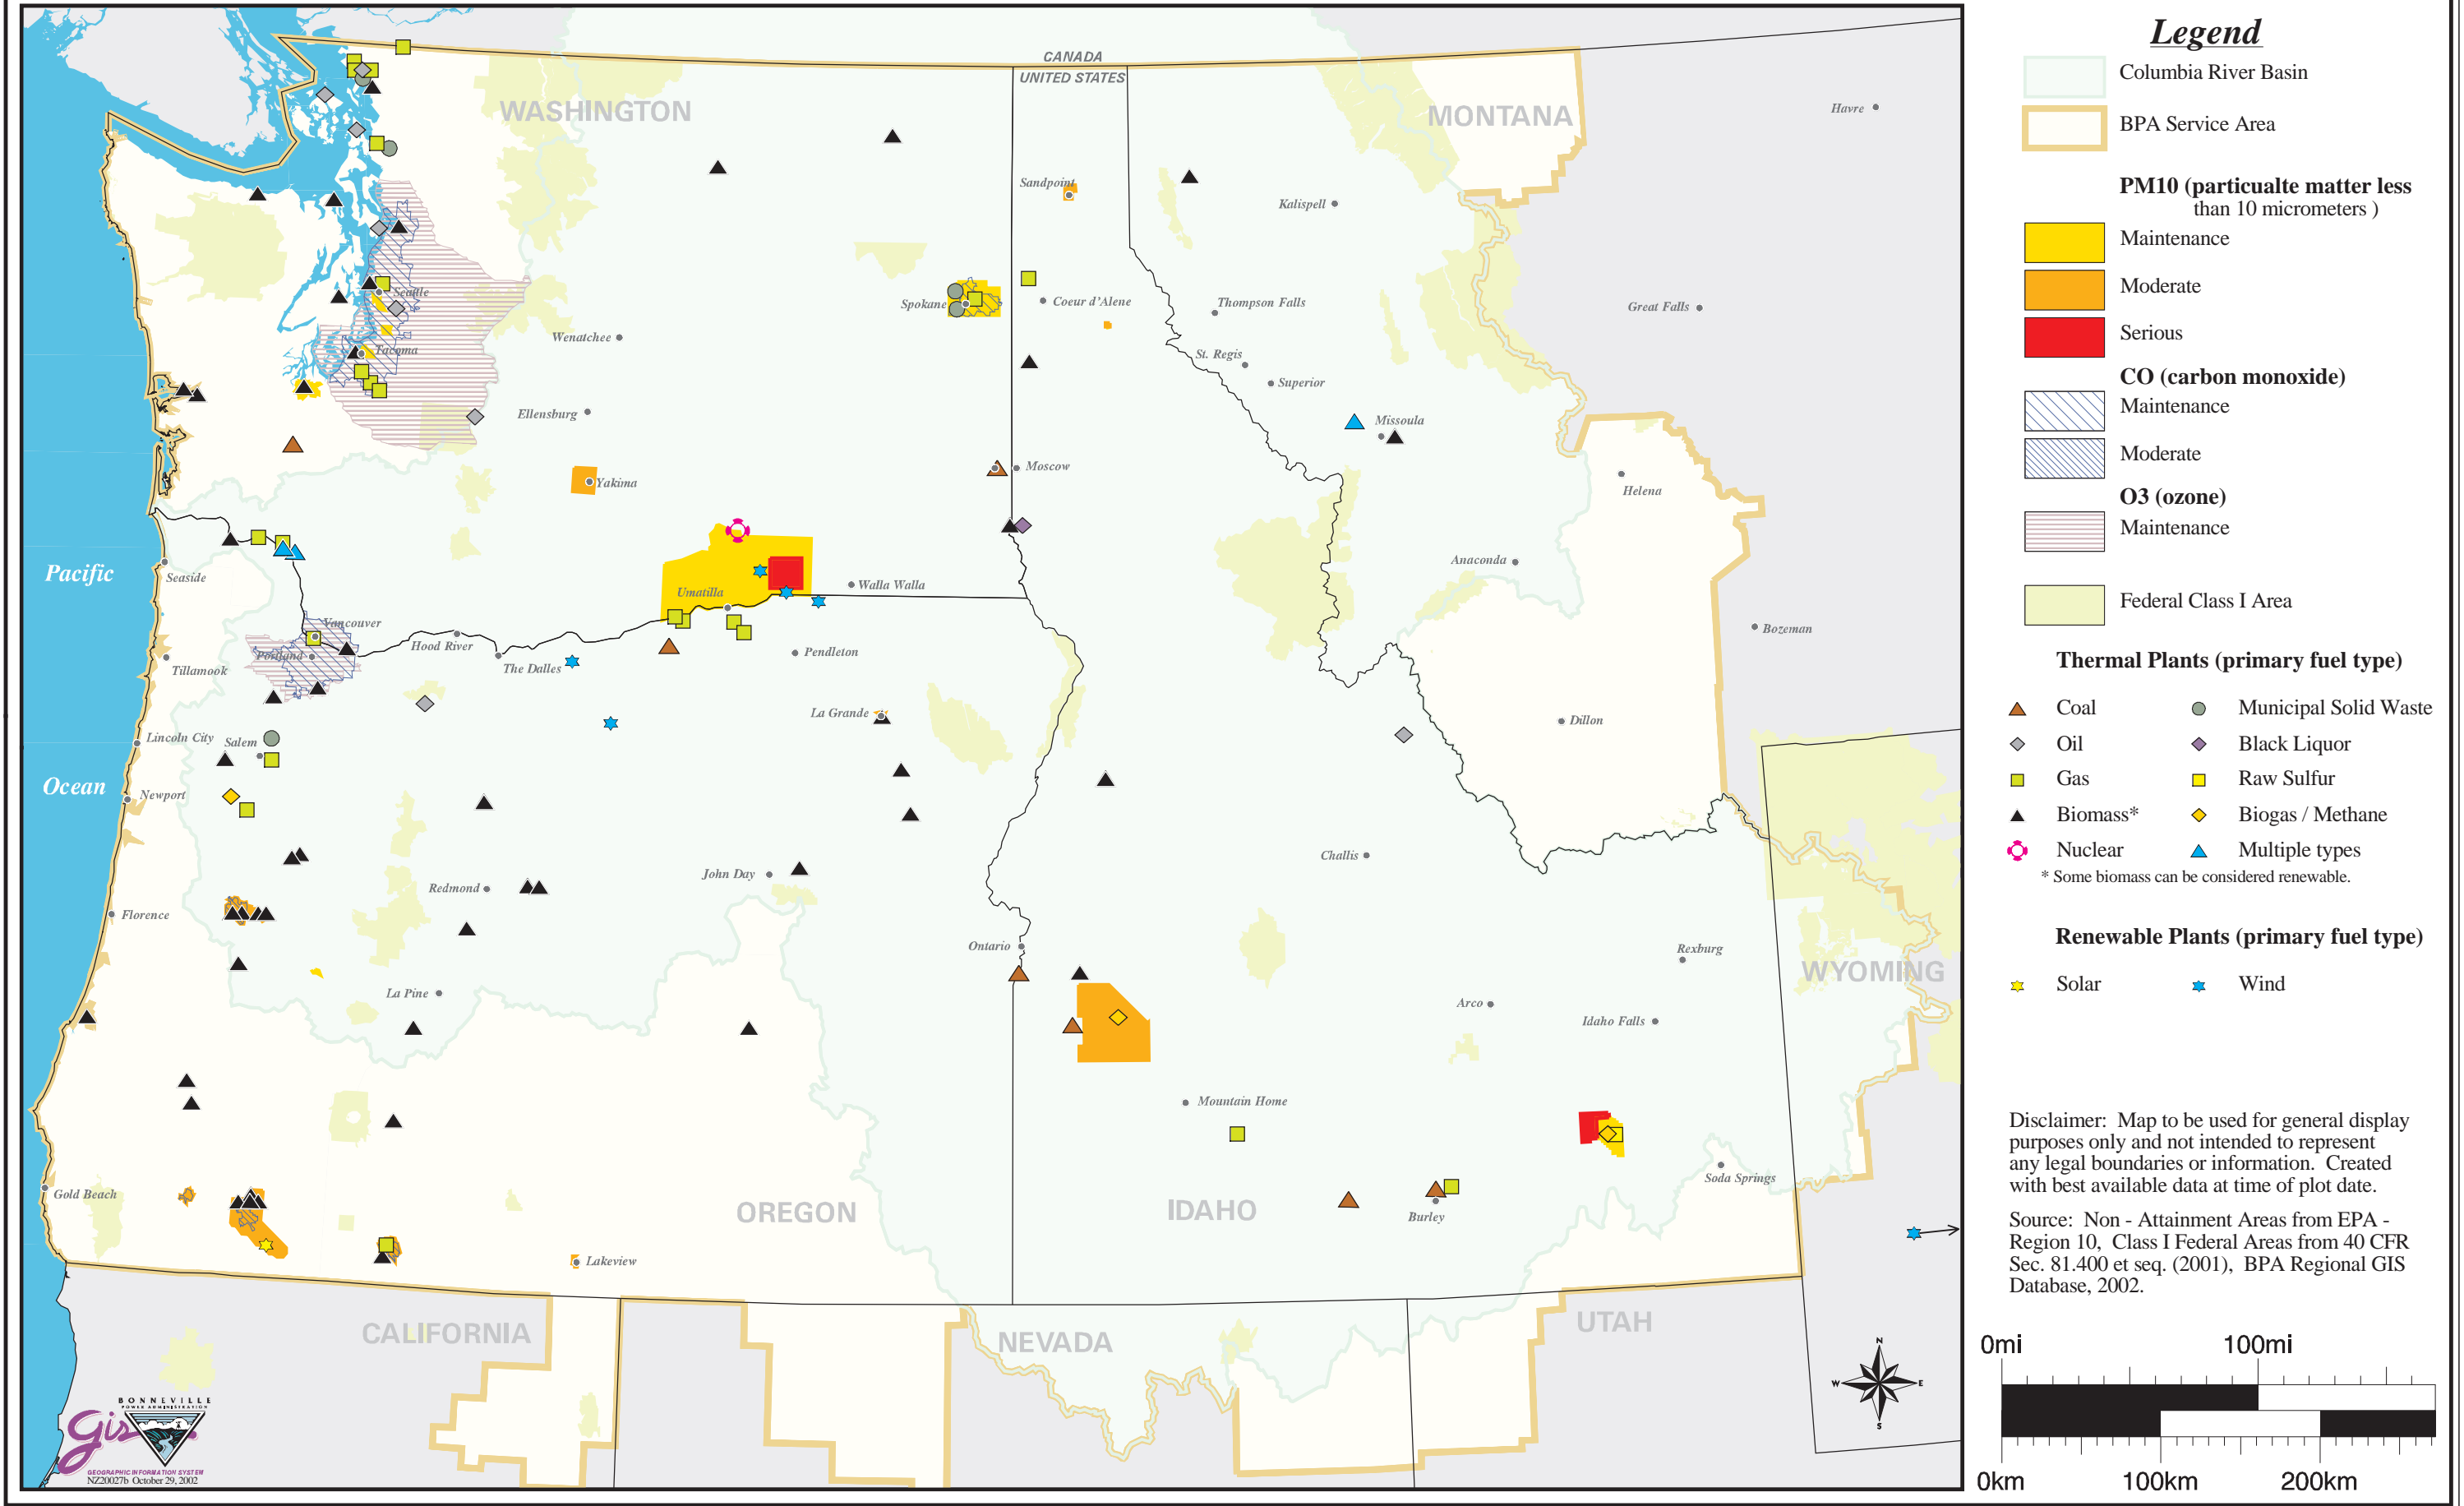 CANADA
UNITED STATES
WASHINGTON
MONTANA
Havre
Sandpoint
Kalispell
Seattle
Spokane
Coeur d'Alene
Thompson Falls
Great Falls
Wenatchee
Tacoma
St. Regis
Superior
Ellensburg
Missoula
Yakima
Moscow
Helena
Pacific
Seaside
Anaconda
Umatilla
Walla Walla
Vancouver
Bozeman
Hood River
Portland
Tillamook
The Dalles
Pendleton
La Grande
Dillon
Lincoln City
Salem
Ocean
Newport
Challis
John Day
Redmond
Florence
Ontario
Rexburg
WYOMING
La Pine
Arco
Idaho Falls
Mountain Home
Soda Springs
Gold Beach
OREGON
IDAHO
Burley
Lakeview
CALIFORNIA
NEVADA
UTAH
BONNEVILLE
POWER ADMINISTRATION
Gis
GEOGRAPHIC INFORMATION SYSTEM
NZ20027b October 29, 2002
N
W E
S
Legend
Columbia River Basin
BPA Service Area
PM10 (particualte matter less
than 10 micrometers )
Maintenance
Moderate
Serious
CO (carbon monoxide)
Maintenance
Moderate
O3 (ozone)
Maintenance
Federal Class I Area
Thermal Plants (primary fuel type)
Coal Municipal Solid Waste
Oil Black Liquor
Gas Raw Sulfur
Biomass* Biogas / Methane
Nuclear Multiple types
* Some biomass can be considered renewable.
Renewable Plants (primary fuel type)
Solar Wind
Disclaimer: Map to be used for general display
purposes only and not intended to represent
any legal boundaries or information. Created
with best available data at time of plot date.
Source: Non - Attainment Areas from EPA -
Region 10, Class I Federal Areas from 40 CFR
Sec. 81.400 et seq. (2001), BPA Regional GIS
Database, 2002.
0mi 100mi
0km 100km 200km